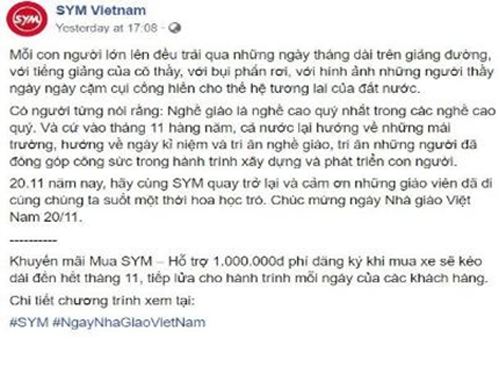 SYM
SYM Vietnam
Yesterday at 17:08 ·
Mỗi con người lớn lên đều trải qua những ngày tháng dài trên giảng đường,
với tiếng giảng của cô thầy, với bụi phấn rơi, với hình ảnh những người thầy
ngày ngày cặm cụi cống hiến cho thế hệ tương lai của đất nước.
Có người từng nói rằng: Nghề giáo là nghề cao quý nhất trong các nghề cao
quý. Và cứ vào tháng 11 hàng năm, cả nước lại hướng về những mái
trường, hướng về ngày kỉ niệm và tri ân nghề giáo, tri ân những người đã
đóng góp công sức trong hành trình xây dựng và phát triển con người.
20.11 năm nay, hãy cùng SYM quay trở lại và cảm ơn những giáo viên đã đi
cùng chúng ta suốt một thời hoa học trò. Chúc mừng ngày Nhà giáo Việt
Nam 20/11.
----------
Khuyến mãi Mua SYM – Hỗ trợ 1.000.000đ phí đăng ký khi mua xe sẽ kéo
dài đến hết tháng 11, tiếp lửa cho hành trình mỗi ngày của các khách hàng.
Chi tiết chương trình xem tại:
#SYM #NgayNhaGiaoVietNam